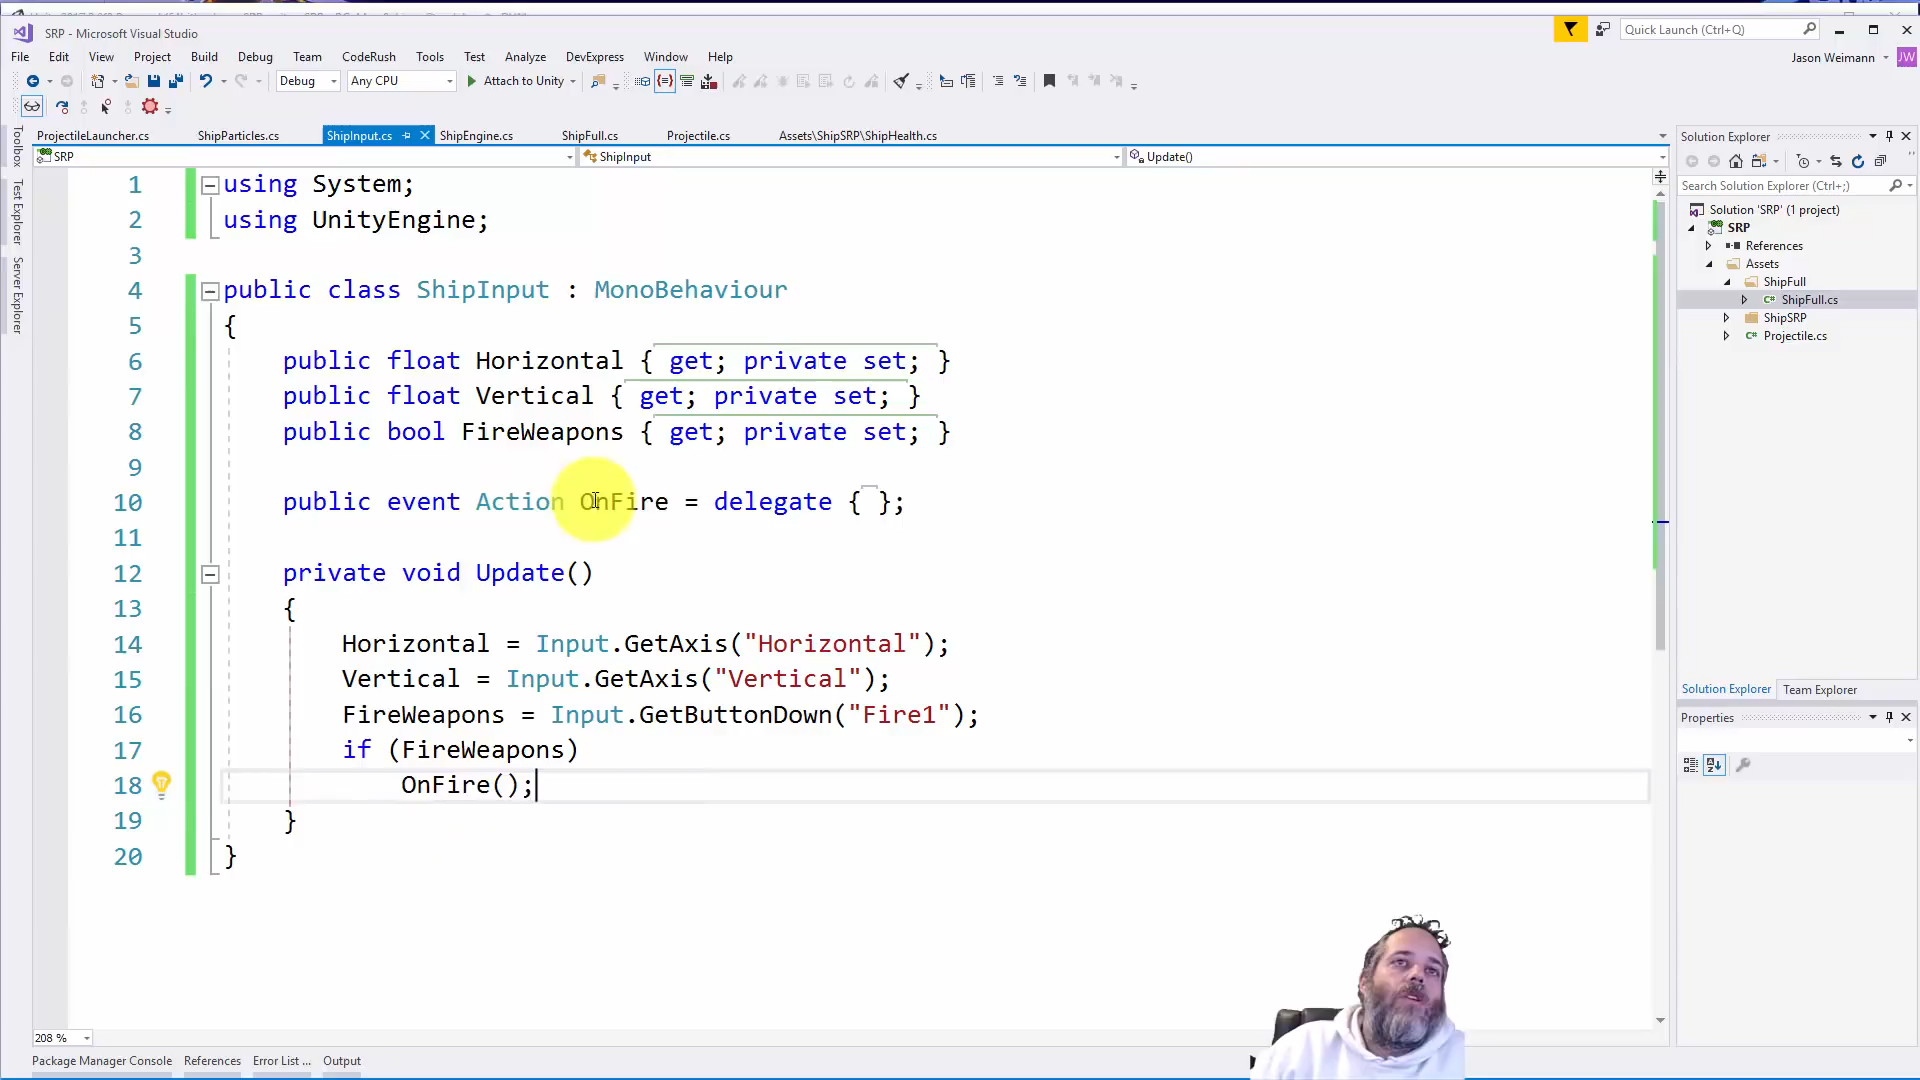 SRP - Microsoft Visual Studio
Quick Launch (Ctrl+Q)
File Edit View Project Build Debug Team CodeRush Tools Test Analyze DevExpress Window Help
Jason Weimann JW
Debug Any CPU Attach to Unity
ProjectileLauncher.cs ShipParticles.cs ShipInput.cs ShipEngine.cs ShipFull.cs Projectile.cs Assets\ShipSRP\ShipHealth.cs
SRP ShipInput Update()
Toolbox
Test Explorer
Server Explorer
1 using System;
2 using UnityEngine;
3
4 public class ShipInput : MonoBehaviour
5 {
6 public float Horizontal { get; private set; }
7 public float Vertical { get; private set; }
8 public bool FireWeapons { get; private set; }
9
10 public event Action OnFire = delegate { };
11
12 private void Update()
13 {
14 Horizontal = Input.GetAxis("Horizontal");
15 Vertical = Input.GetAxis("Vertical");
16 FireWeapons = Input.GetButtonDown("Fire1");
17 if (FireWeapons)
18 OnFire();
19 }
20 }
208 %
Package Manager Console References Error List ... Output
Solution Explorer
Search Solution Explorer (Ctrl+;)
Solution 'SRP' (1 project)
SRP
References
Assets
ShipFull
C# ShipFull.cs
ShipSRP
C# Projectile.cs
Solution Explorer Team Explorer
Properties